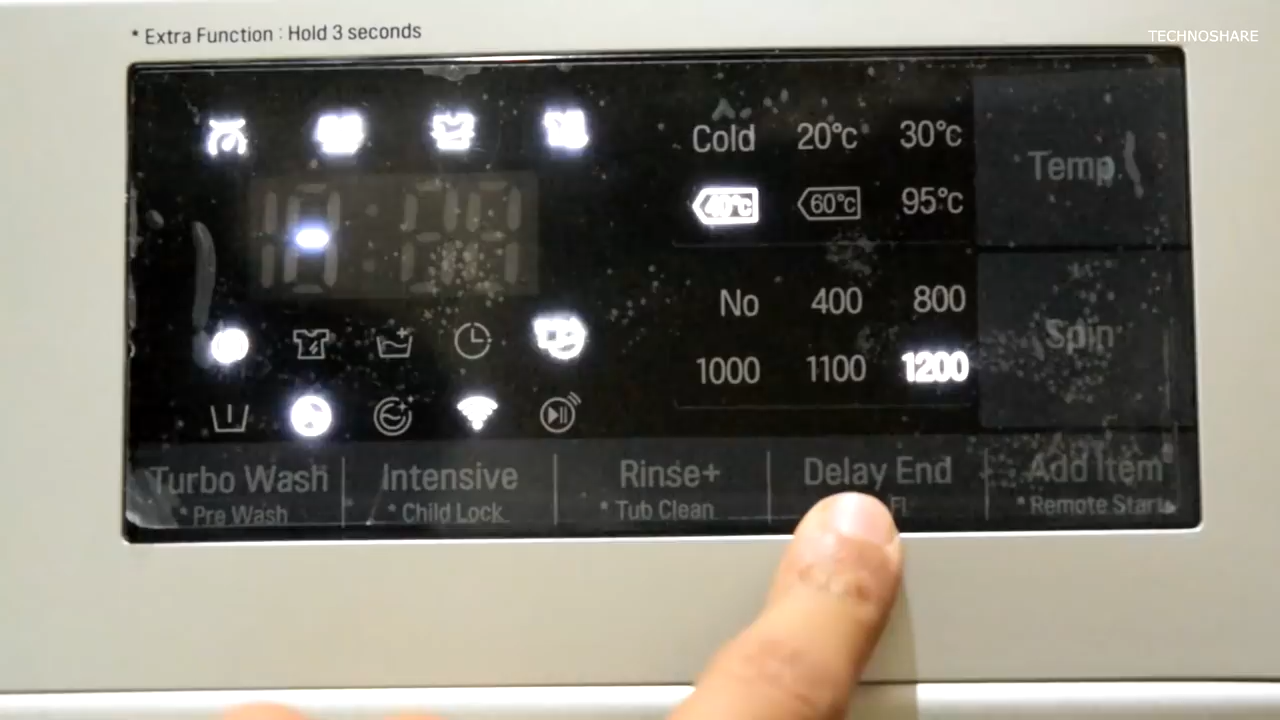 * Extra Function : Hold 3 seconds
TECHNOSHARE
Cold 20°c 30°c
Temp.
40°c 60°c 95°c
No 400 800
Spin
1000 1100 1200
Turbo Wash Intensive Rinse+ Delay End Add Item
* Pre Wash * Child Lock * Tub Clean * Remote Start